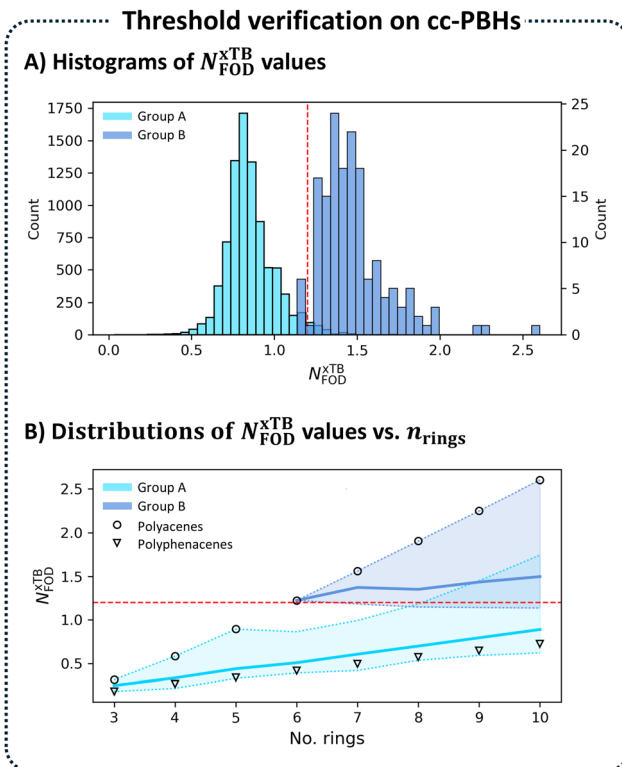 Threshold verification on cc-PBHs
A) Histograms of N_FOD^xTB values
Group A
Group B
1750
1500
1250
1000
750
500
250
0
Count
25
20
15
10
5
0
Count
0.0 0.5 1.0 1.5 2.0 2.5
N_FOD^xTB
B) Distributions of N_FOD^xTB values vs. n_rings
Group A
Group B
Polyacenes
Polyphenacenes
2.5
2.0
1.5
1.0
0.5
N_FOD^xTB
3 4 5 6 7 8 9 10
No. rings